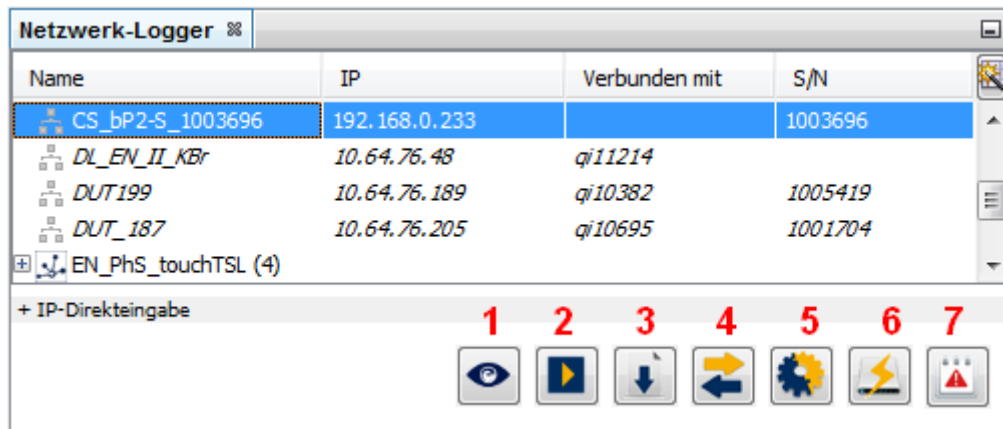 Netzwerk-Logger
Name IP Verbunden mit S/N
CS_bP2-S_1003696 192.168.0.233 1003696
DL_EN_II_KBr 10.64.76.48 qi11214
DUT199 10.64.76.189 qi10382 1005419
DUT_187 10.64.76.205 qi10695 1001704
EN_PhS_touchTSL (4)
+ IP-Direkteingabe
1 2 3 4 5 6 7